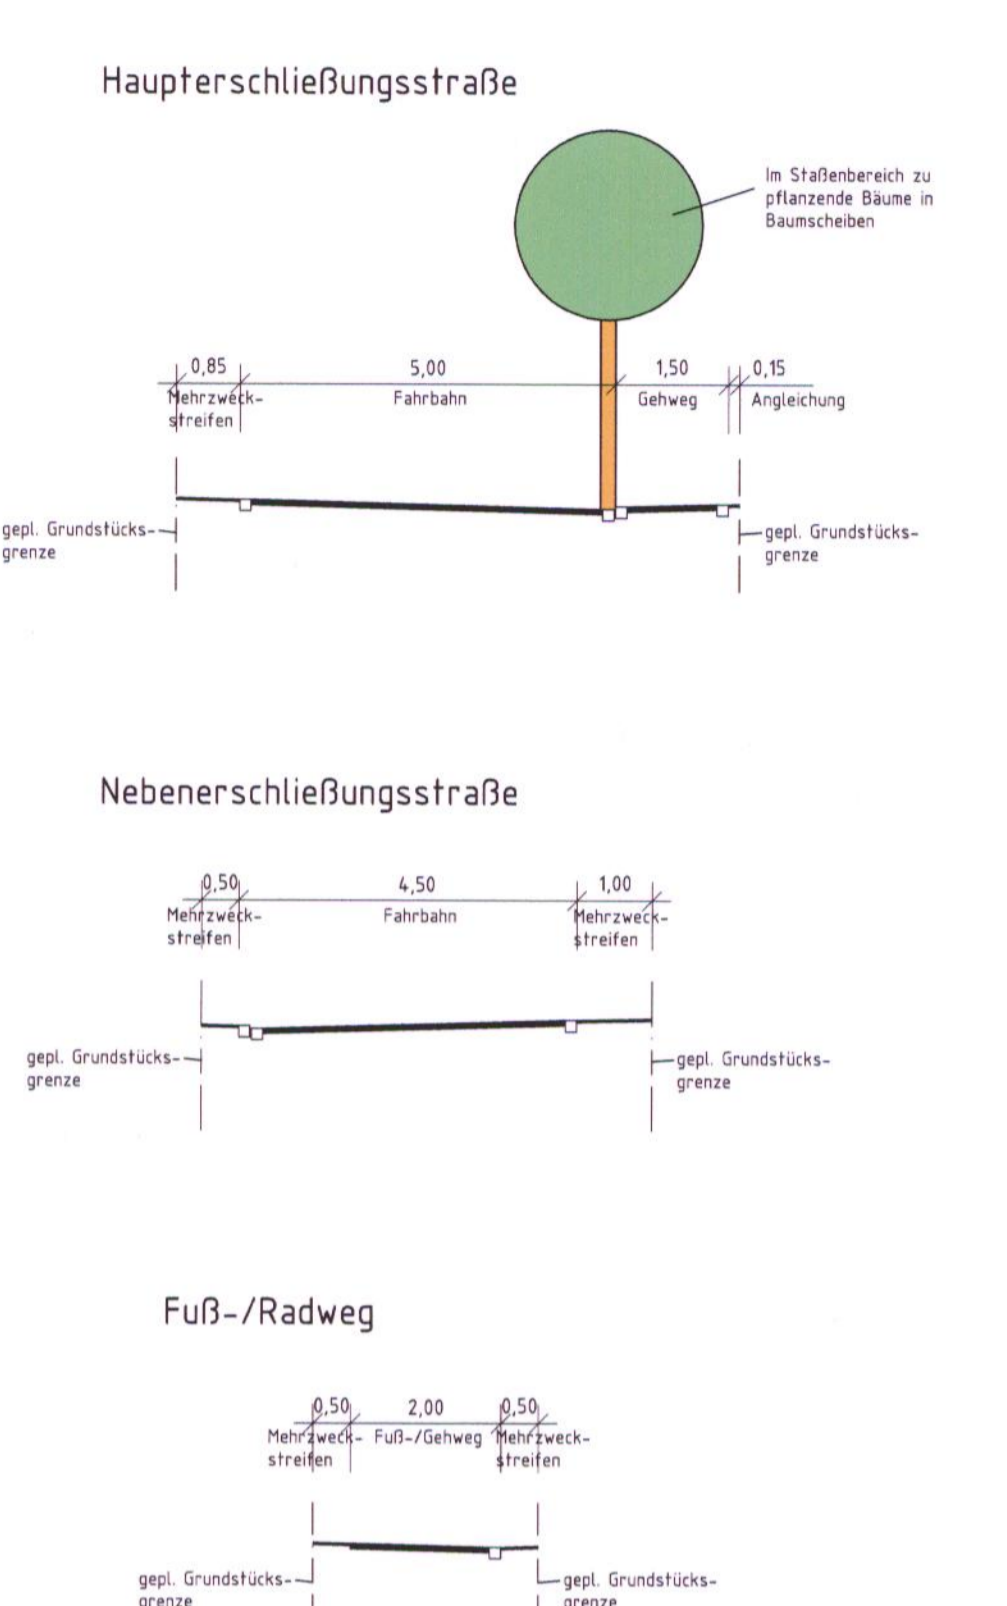 Haupterschließungsstraße
Im Staßenbereich zu
pflanzende Bäume in
Baumscheiben
0,85
5,00
1,50
0,15
Mehrzweck-
streifen
Fahrbahn
Gehweg
Angleichung
gepl. Grundstücks-
grenze
gepl. Grundstücks-
grenze
Nebenerschließungsstraße
0,50
4,50
1,00
Mehrzweck-
streifen
Fahrbahn
Mehrzweck-
streifen
gepl. Grundstücks-
grenze
gepl. Grundstücks-
grenze
Fuß-/Radweg
0,50
2,00
0,50
Mehrzweck-
streifen
Fuß-/Gehweg
Mehrzweck-
streifen
gepl. Grundstücks-
grenze
gepl. Grundstücks-
grenze